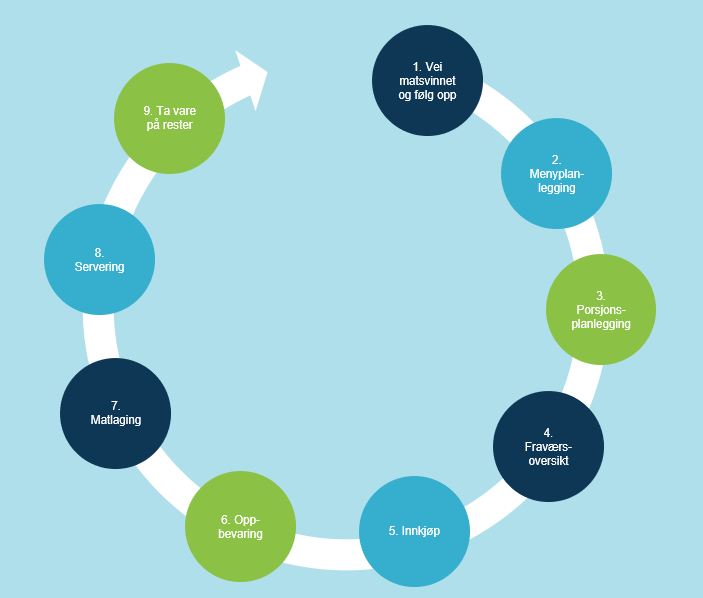 1. Vei
matsvinnet
og følg opp
2.
Menyplan-
legging
3.
Porsjons-
planlegging
4.
Fraværs-
oversikt
5. Innkjøp
6. Opp-
bevaring
7.
Matlaging
8.
Servering
9. Ta vare
på rester